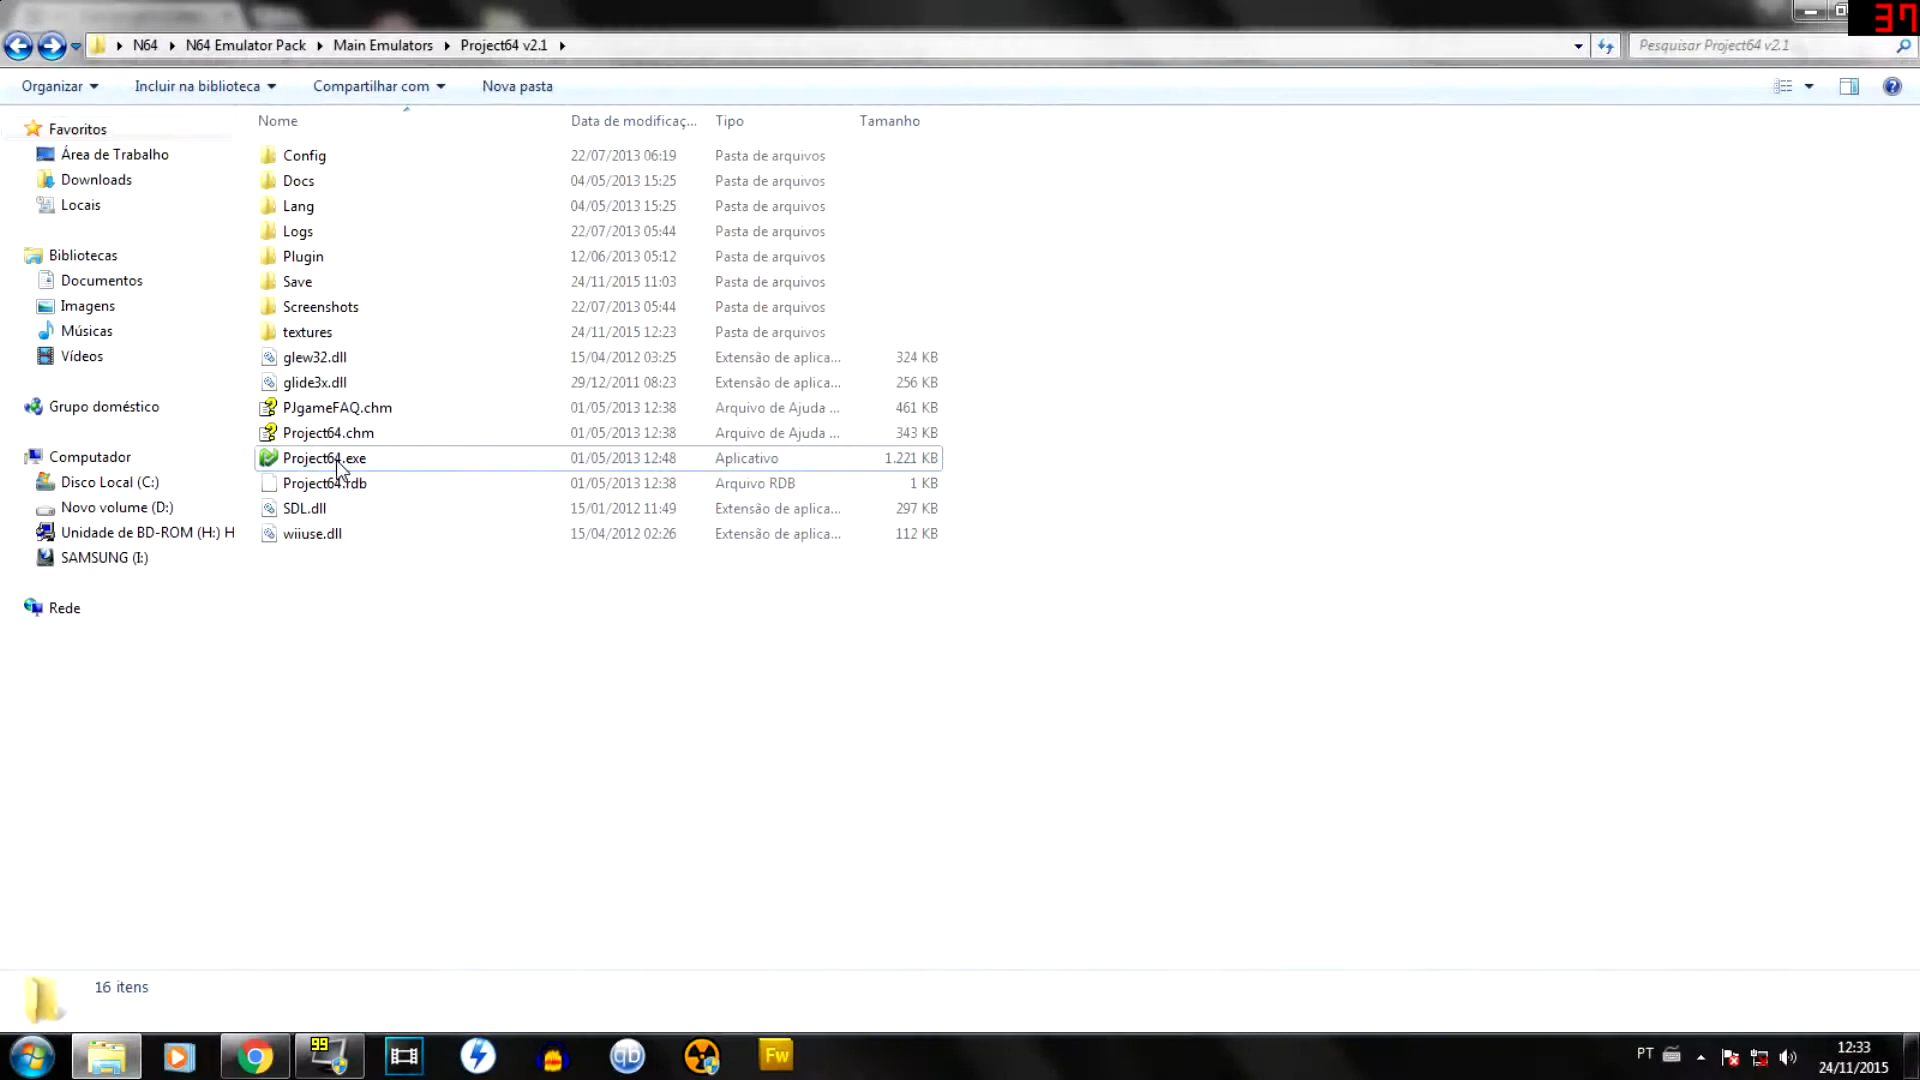 37
N64 N64 Emulator Pack Main Emulators Project64 v2.1 Pesquisar Project64 v2.1
Organizar Incluir na biblioteca Compartilhar com Nova pasta
Nome Data de modificaç... Tipo Tamanho
Favoritos
Área de Trabalho
Downloads
Locais
Bibliotecas
Documentos
Imagens
Músicas
Vídeos
Grupo doméstico
Computador
Disco Local (C:)
Novo volume (D:)
Unidade de BD-ROM (H:) H
SAMSUNG (I:)
Rede
Config 22/07/2013 06:19 Pasta de arquivos
Docs 04/05/2013 15:25 Pasta de arquivos
Lang 04/05/2013 15:25 Pasta de arquivos
Logs 22/07/2013 05:44 Pasta de arquivos
Plugin 12/06/2013 05:12 Pasta de arquivos
Save 24/11/2015 11:03 Pasta de arquivos
Screenshots 22/07/2013 05:44 Pasta de arquivos
textures 24/11/2015 12:23 Pasta de arquivos
glew32.dll 15/04/2012 03:25 Extensão de aplica... 324 KB
glide3x.dll 29/12/2011 08:23 Extensão de aplica... 256 KB
PJgameFAQ.chm 01/05/2013 12:38 Arquivo de Ajuda ... 461 KB
Project64.chm 01/05/2013 12:38 Arquivo de Ajuda ... 343 KB
Project64.exe 01/05/2013 12:48 Aplicativo 1.221 KB
Project64.rdb 01/05/2013 12:38 Arquivo RDB 1 KB
SDL.dll 15/01/2012 11:49 Extensão de aplica... 297 KB
wiiuse.dll 15/04/2012 02:26 Extensão de aplica... 112 KB
16 itens
99 qb Fw PT 12:33
24/11/2015